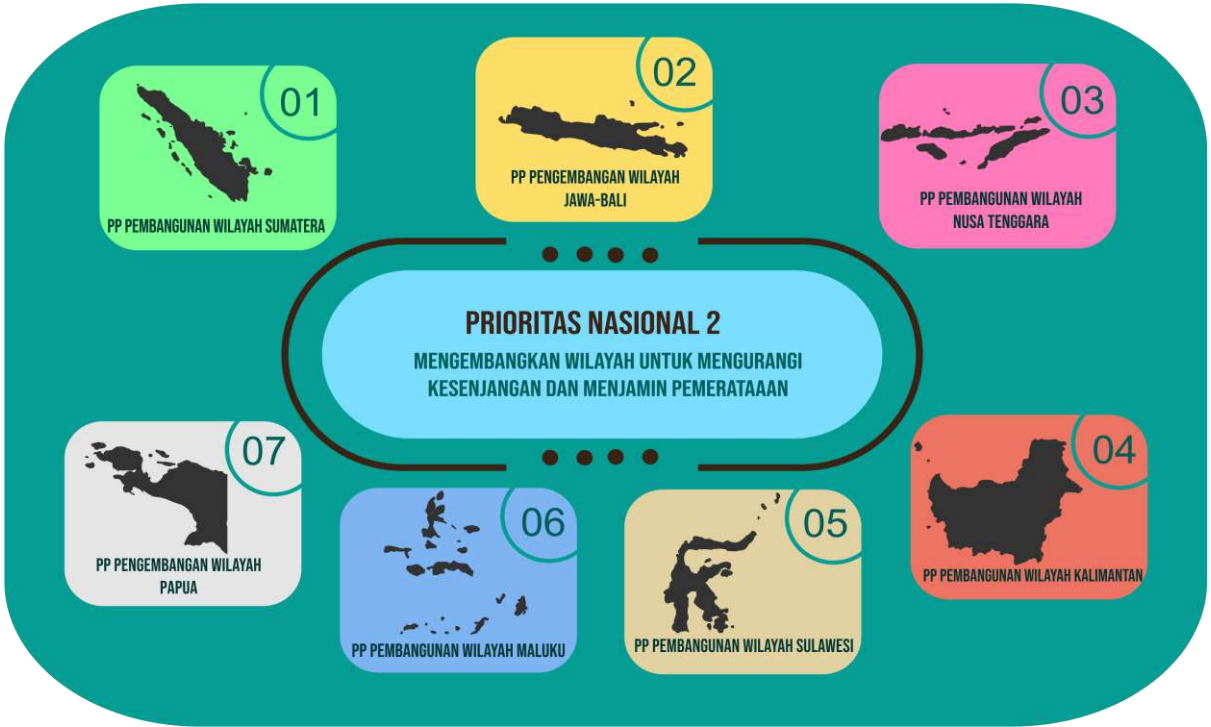 01
PP PEMBANGUNAN WILAYAH SUMATERA
02
PP PENGEMBANGAN WILAYAH
JAWA-BALI
03
PP PEMBANGUNAN WILAYAH
NUSA TENGGARA
PRIORITAS NASIONAL 2
MENGEMBANGKAN WILAYAH UNTUK MENGURANGI
KESENJANGAN DAN MENJAMIN PEMERATAAAN
07
PP PENGEMBANGAN WILAYAH
PAPUA
06
PP PEMBANGUNAN WILAYAH MALUKU
05
PP PEMBANGUNAN WILAYAH SULAWESI
04
PP PEMBANGUNAN WILAYAH KALIMANTAN